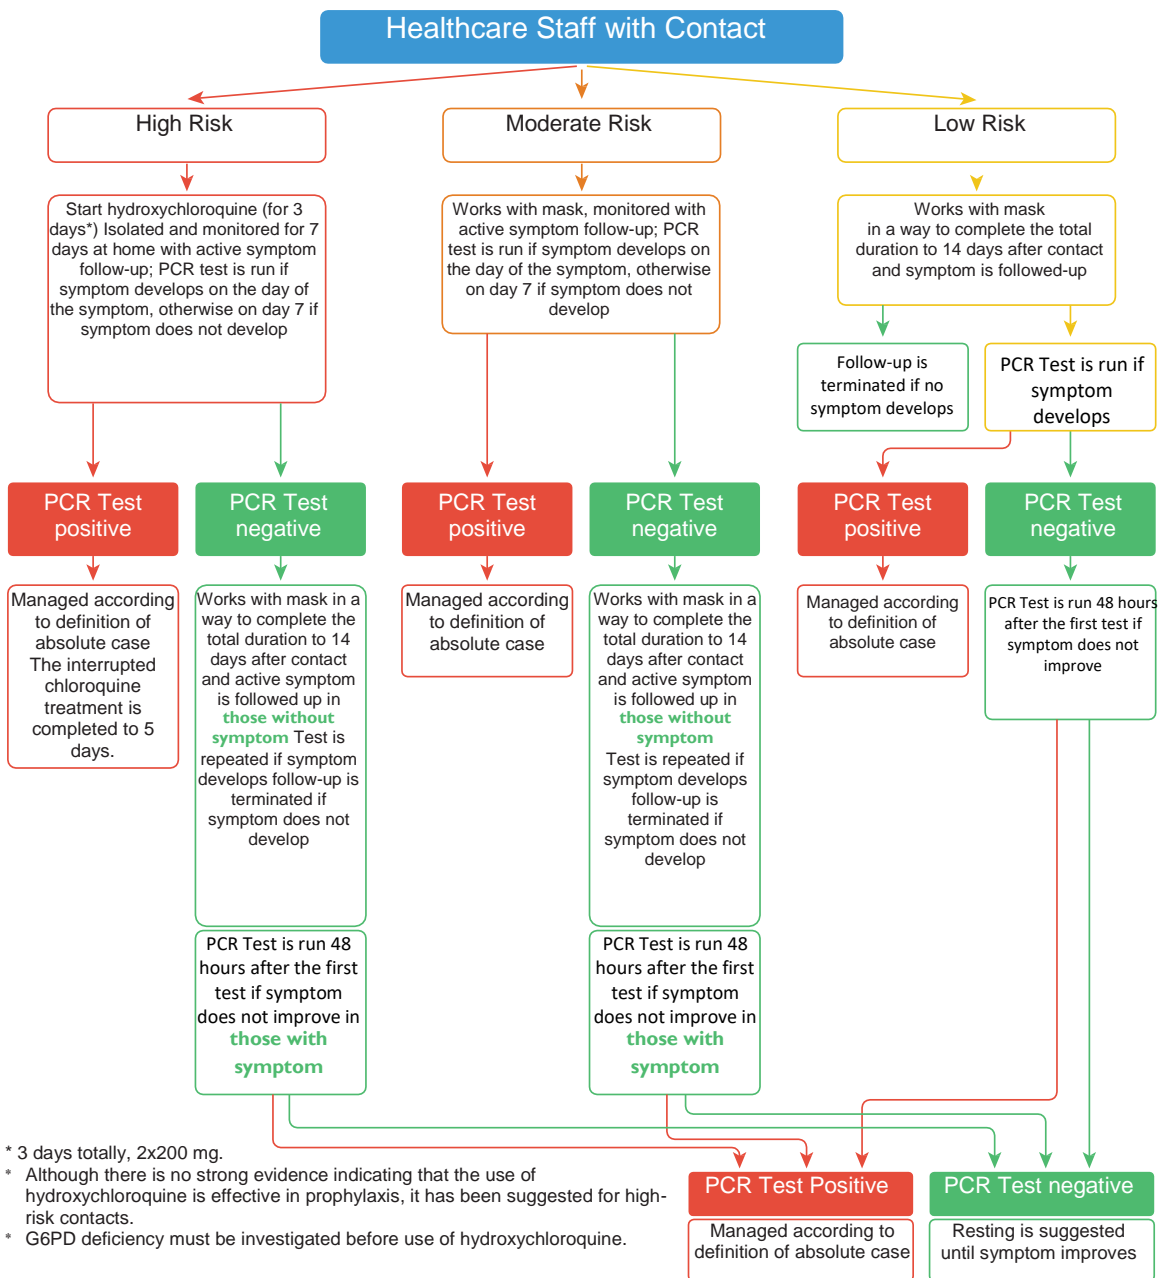 Healthcare Staff with Contact
High Risk
Moderate Risk
Low Risk
Start hydroxychloroquine (for 3
days*) Isolated and monitored for 7
days at home with active symptom
follow-up; PCR test is run if
symptom develops on the day of
the symptom, otherwise on day 7 if
symptom does not develop
Works with mask, monitored with
active symptom follow-up; PCR
test is run if symptom develops on
the day of the symptom, otherwise
on day 7 if symptom does not
develop
Works with mask
in a way to complete the total
duration to 14 days after contact
and symptom is followed-up
Follow-up is
terminated if no
symptom develops
PCR Test is run if
symptom
develops
PCR Test
positive
PCR Test
negative
PCR Test
positive
PCR Test
negative
PCR Test
positive
PCR Test
negative
Managed according
to definition of
absolute case
The interrupted
chloroquine
treatment is
completed to 5
days.
Works with mask in a
way to complete the
total duration to 14
days after contact
and active symptom
is followed up in
those without
symptom Test is
repeated if symptom
develops follow-up is
terminated if
symptom does not
develop
Managed according
to definition of
absolute case
Works with mask in a
way to complete the
total duration to 14
days after contact
and active symptom
is followed up in
those without
symptom
Test is repeated if
symptom develops
follow-up is
terminated if
symptom does not
develop
Managed according
to definition of
absolute case
PCR Test is run 48 hours
after the first test if
symptom does not
improve
PCR Test is run 48
hours after the first
test if symptom
does not improve in
those with
symptom
PCR Test is run 48
hours after the first
test if symptom
does not improve in
those with
symptom
* 3 days totally, 2x200 mg.
* Although there is no strong evidence indicating that the use of
hydroxychloroquine is effective in prophylaxis, it has been suggested for high-
risk contacts.
* G6PD deficiency must be investigated before use of hydroxychloroquine.
PCR Test Positive
PCR Test negative
Managed according to
definition of absolute case
Resting is suggested
until symptom improves